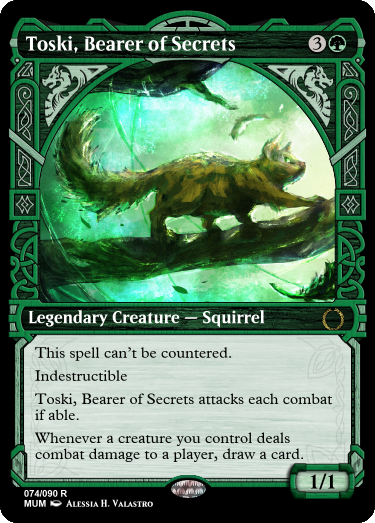 Toski, Bearer of Secrets 3
Legendary Creature — Squirrel
This spell can't be countered.
Indestructible
Toski, Bearer of Secrets attacks each combat
if able.
Whenever a creature you control deals
combat damage to a player, draw a card.
1/1
074/090 R
MUM Alessia H. Valastro